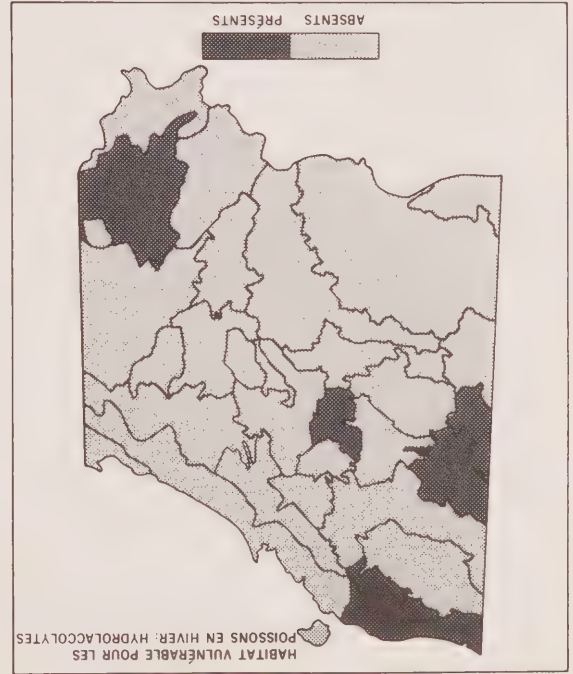 HABITAT VULNÉRABLE POUR LES
POISSONS EN HIVER: HYDROLACCOLYTES
ABSENTS PRÉSENTS